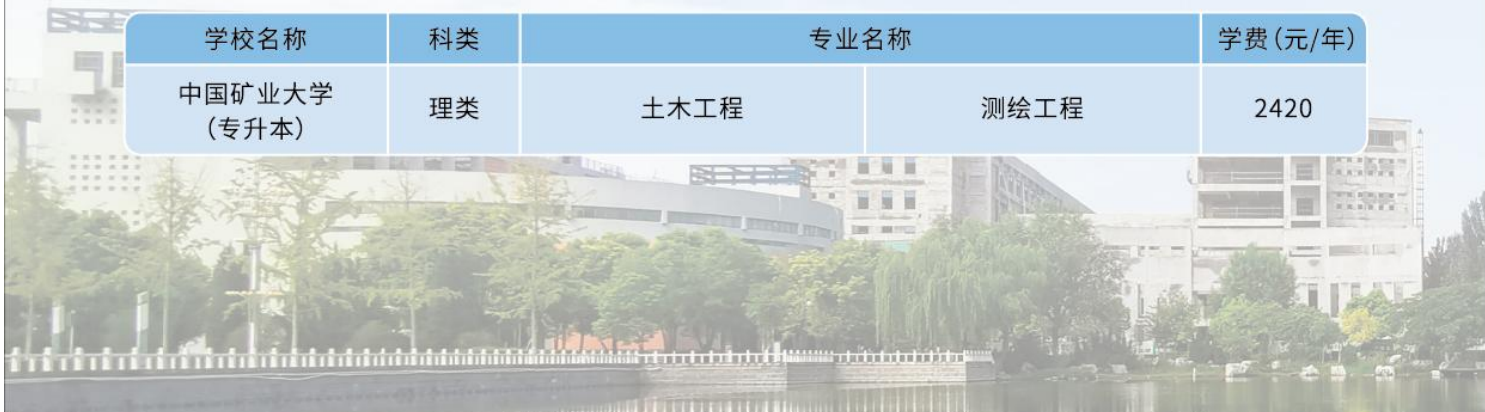 学校名称 科类 专业名称 学费(元/年)
中国矿业大学
(专升本)
理类 土木工程 测绘工程 2420